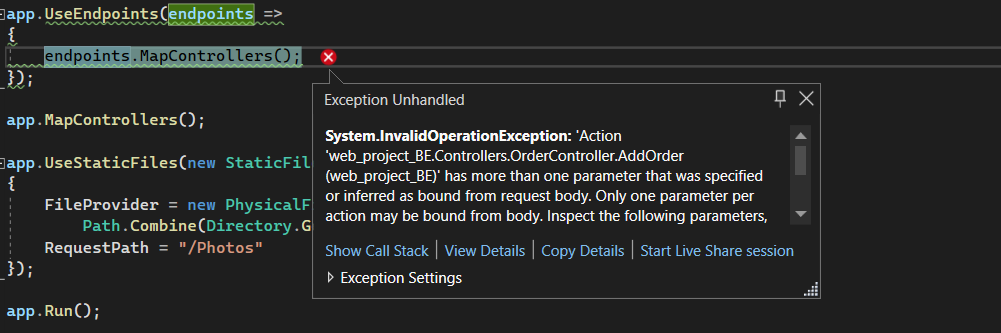 app.UseEndpoints(endpoints =>
{
endpoints.MapControllers();
});
app.MapControllers();
app.UseStaticFiles(new
{
FileProvider = new
Path.Combine(
RequestPath = "/Photos"
});
app.Run();
Exception Unhandled
System.InvalidOperationException: 'Action
'web_project_BE.Controllers.OrderController.AddOrder
(web_project_BE)' has more than one parameter that was specified
or inferred as bound from request body. Only one parameter per
action may be bound from body. Inspect the following parameters,
Show Call Stack | View Details | Copy Details | Start Live Share session
Exception Settings